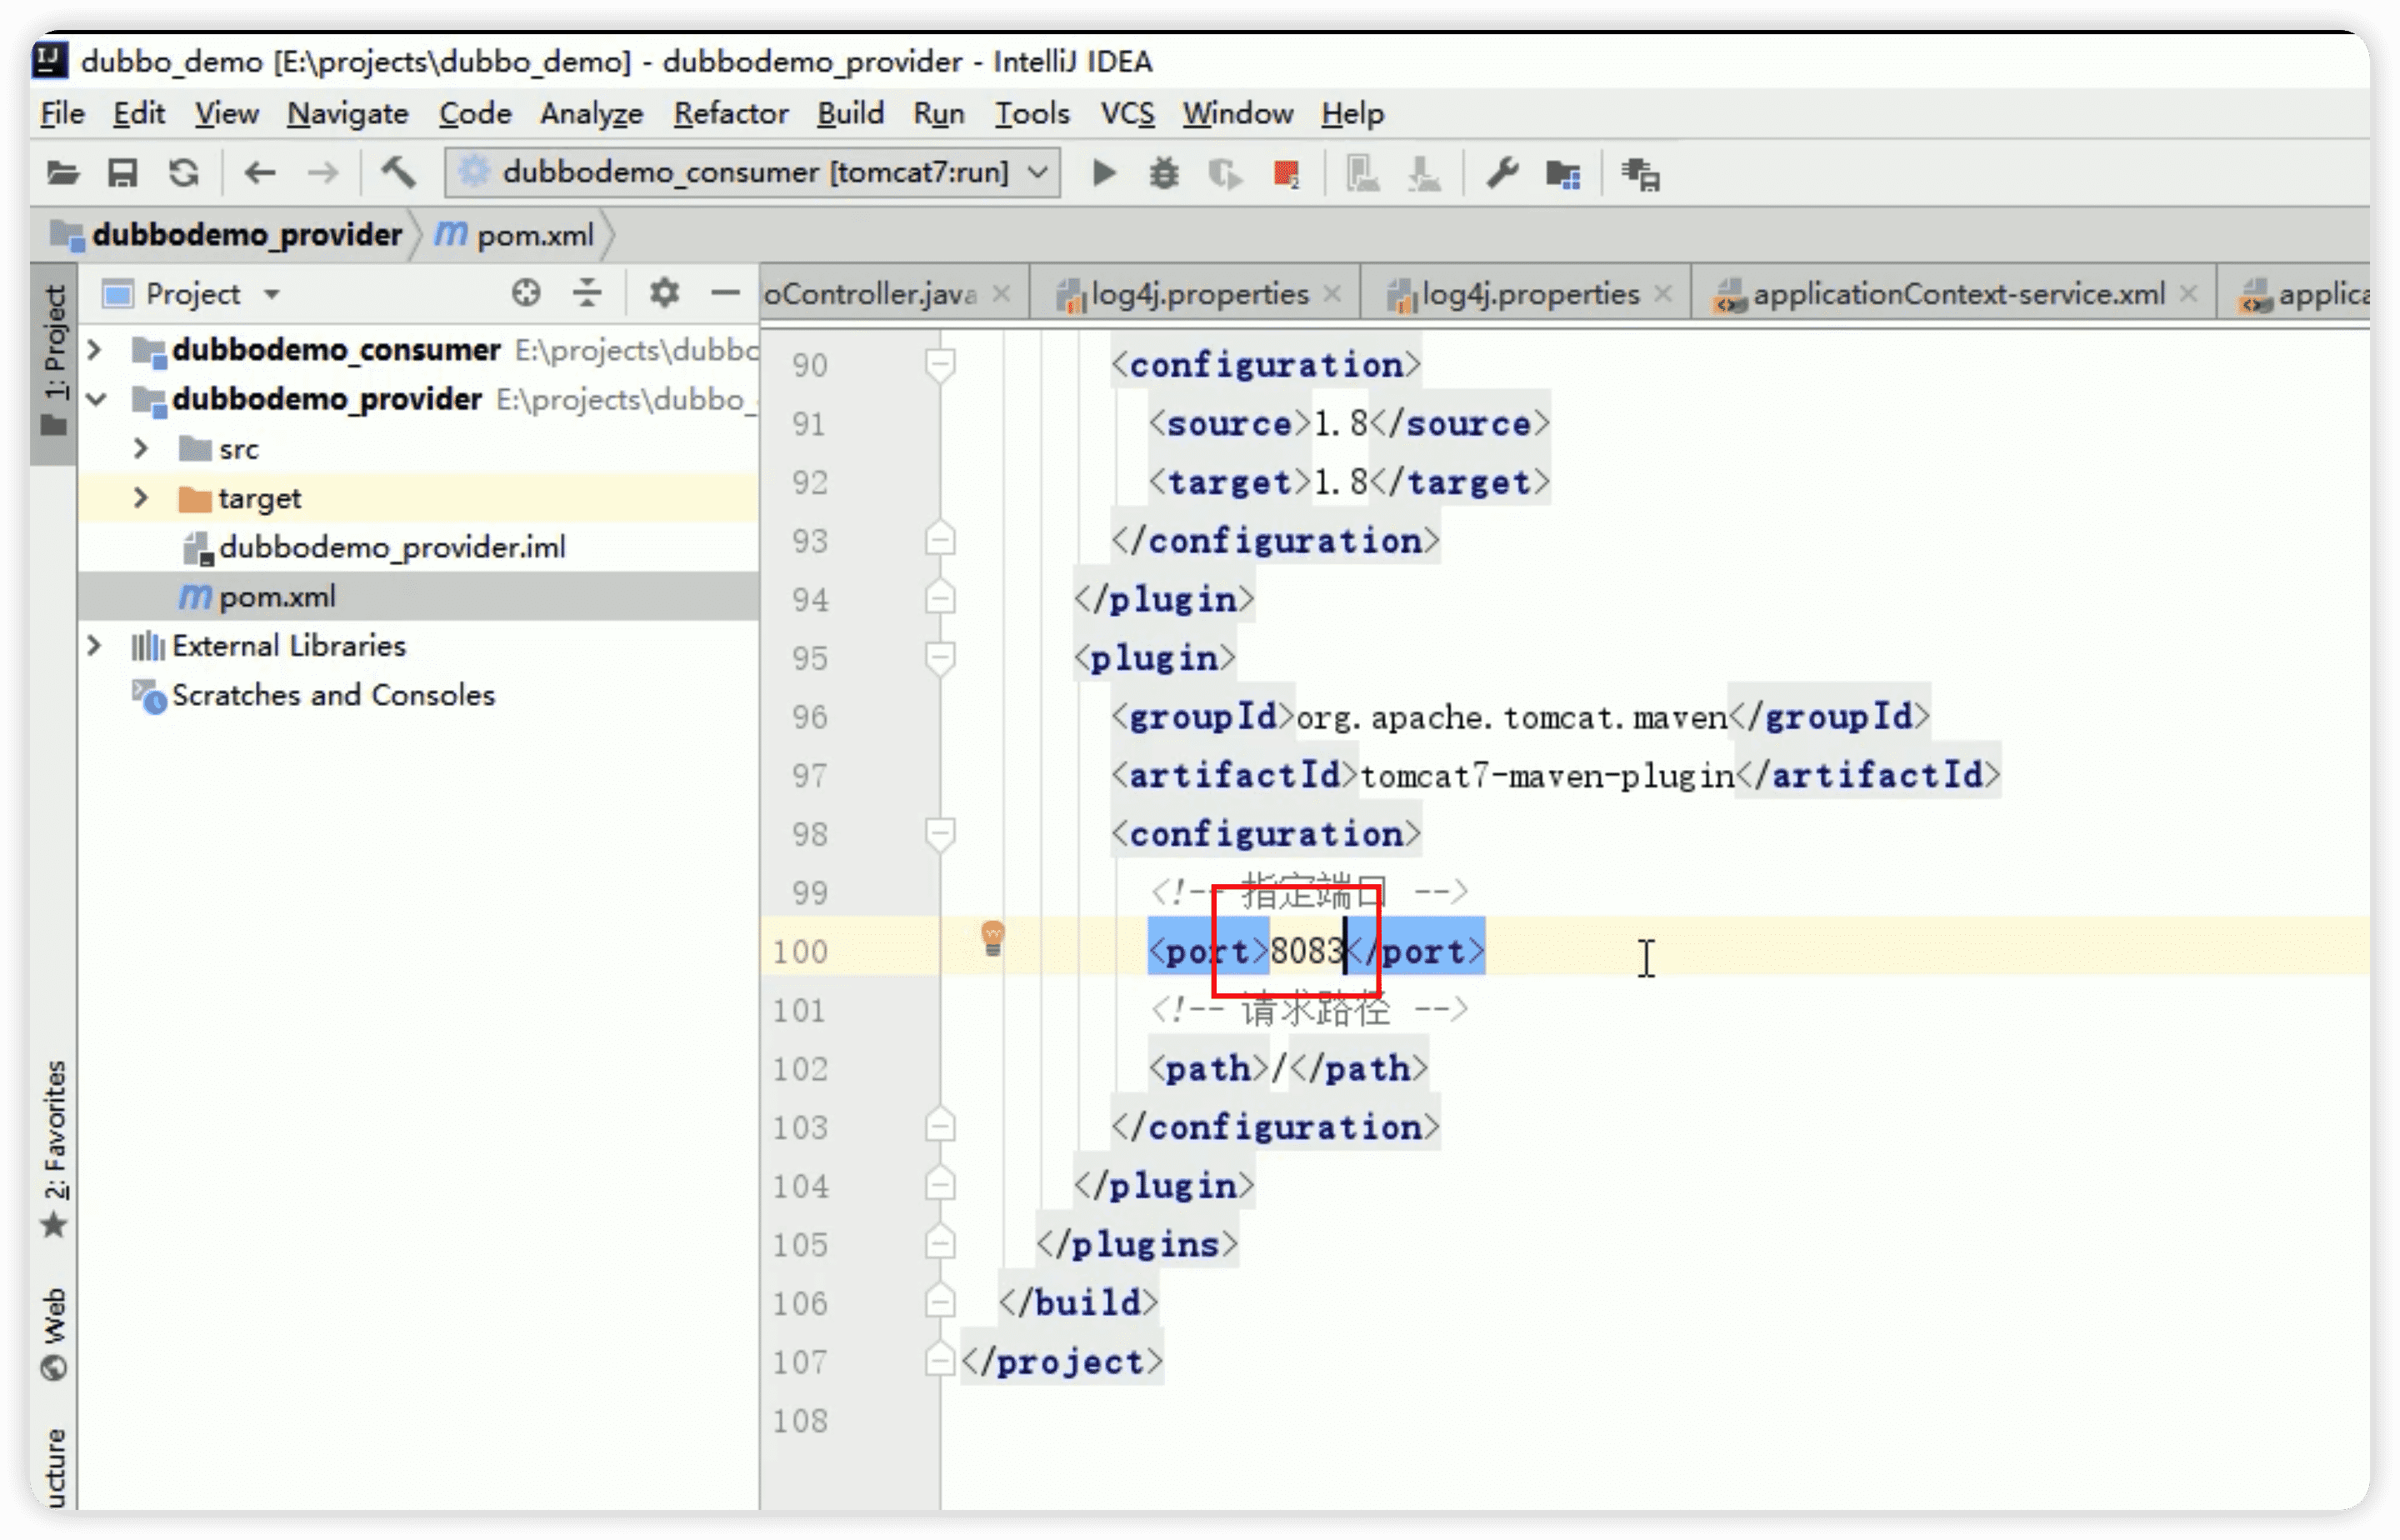 dubbo_demo [E:\projects\dubbo_demo] - dubbodemo_provider - IntelliJ IDEA
File Edit View Navigate Code Analyze Refactor Build Run Tools VCS Window Help
dubbodemo_consumer [tomcat7:run]
dubbodemo_provider pom.xml
1: Project
Project
oController.java log4j.properties log4j.properties applicationContext-service.xml applica
dubbodemo_consumer E:\projects\dubbo
dubbodemo_provider E:\projects\dubbo_
src
target
dubbodemo_provider.iml
pom.xml
External Libraries
Scratches and Consoles
2: Favorites
Web
ucture
90 <configuration>
91 <source>1.8</source>
92 <target>1.8</target>
93 </configuration>
94 </plugin>
95 <plugin>
96 <groupId>org.apache.tomcat.maven</groupId>
97 <artifactId>tomcat7-maven-plugin</artifactId>
98 <configuration>
99 <!-- 指定端口 -->
100 <port>8083</port>
101 <!-- 请求路径 -->
102 <path>/</path>
103 </configuration>
104 </plugin>
105 </plugins>
106 </build>
107 </project>
108